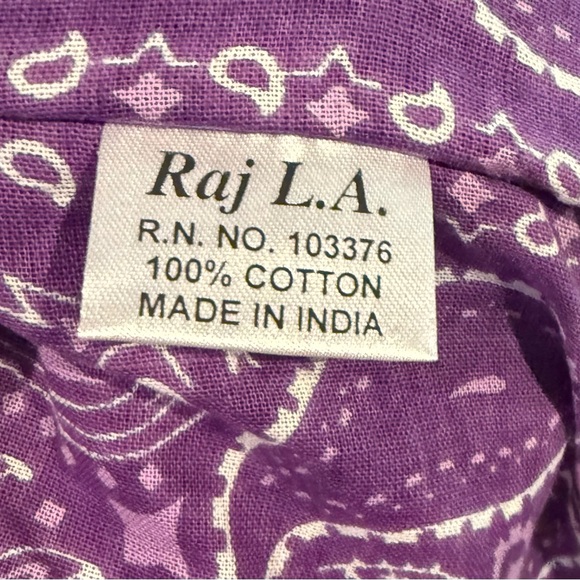 Raj L.A.
R.N. NO. 103376
100% COTTON
MADE IN INDIA